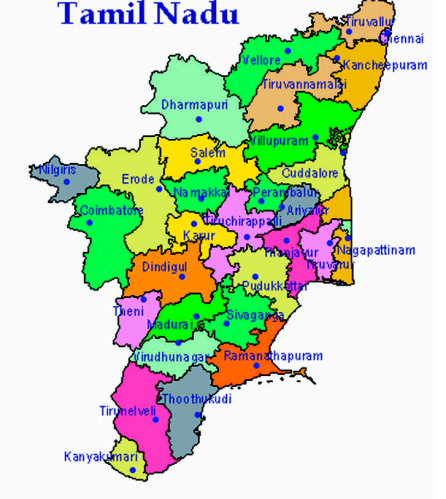 Tamil Nadu
Tiruvallur
Chennai
Vellore
Kancheepuram
Tiruvannamalai
Dharmapuri
Villupuram
Salem
Cuddalore
Nilgiris
Erode
Namakkal
Perambalur
Coimbatore
Ariyalur
Tiruchirappalli
Karur
Thanjavur
Nagapattinam
Tiruvarur
Dindigul
Pudukkottai
Theni
Sivaganga
Madurai
Virudhunagar
Ramanathapuram
Thoothukudi
Tirunelveli
Kanyakumari